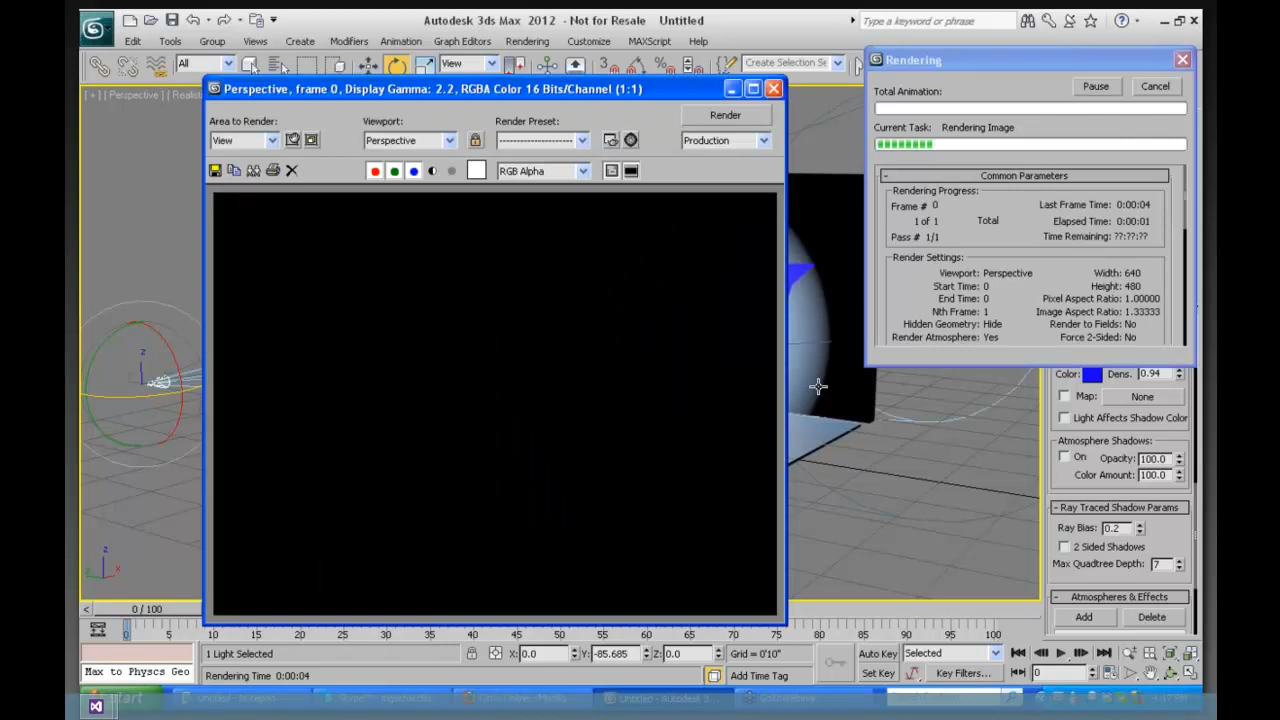 Autodesk 3ds Max 2012 - Not for Resale Untitled
Type a keyword or phrase
Edit Tools Group Views Create Modifiers Animation Graph Editors Rendering Customize MAXScript Help
All View Create Selection Se
[ + ] [ Perspective ] [ Realis
Perspective, frame 0, Display Gamma: 2.2, RGBA Color 16 Bits/Channel (1:1)
Area to Render: Viewport: Render Preset: Render
View Perspective Production
RGB Alpha
Rendering
Total Animation: Pause Cancel
Current Task: Rendering Image
- Common Parameters
Rendering Progress:
Frame # 0 Last Frame Time: 0:00:04
1 of 1 Total Elapsed Time: 0:00:01
Pass # 1/1 Time Remaining: ??:??:??
Render Settings:
Viewport: Perspective Width: 640
Start Time: 0 Height: 480
End Time: 0 Pixel Aspect Ratio: 1.00000
Nth Frame: 1 Image Aspect Ratio: 1.33333
Hidden Geometry: Hide Render to Fields: No
Render Atmosphere: Yes Force 2-Sided: No
Color: Dens. 0.94
Map: None
Light Affects Shadow Color
Atmosphere Shadows:
On Opacity: 100.0
Color Amount: 100.0
- Ray Traced Shadow Params
Ray Bias: 0.2
2 Sided Shadows
Max Quadtree Depth: 7
- Atmospheres & Effects
Add Delete
z
z
x
< 0 / 100
0 5 10 15 20 25 30 35 40 45 50 55 60 65 70 75 80 85 90 95 100
1 Light Selected X: 0.0 Y: -85.685 Z: 0.0 Grid = 0'10" Auto Key Selected
Max to Physcs Geo Rendering Time 0:00:04 Add Time Tag Set Key Key Filters... 0
start